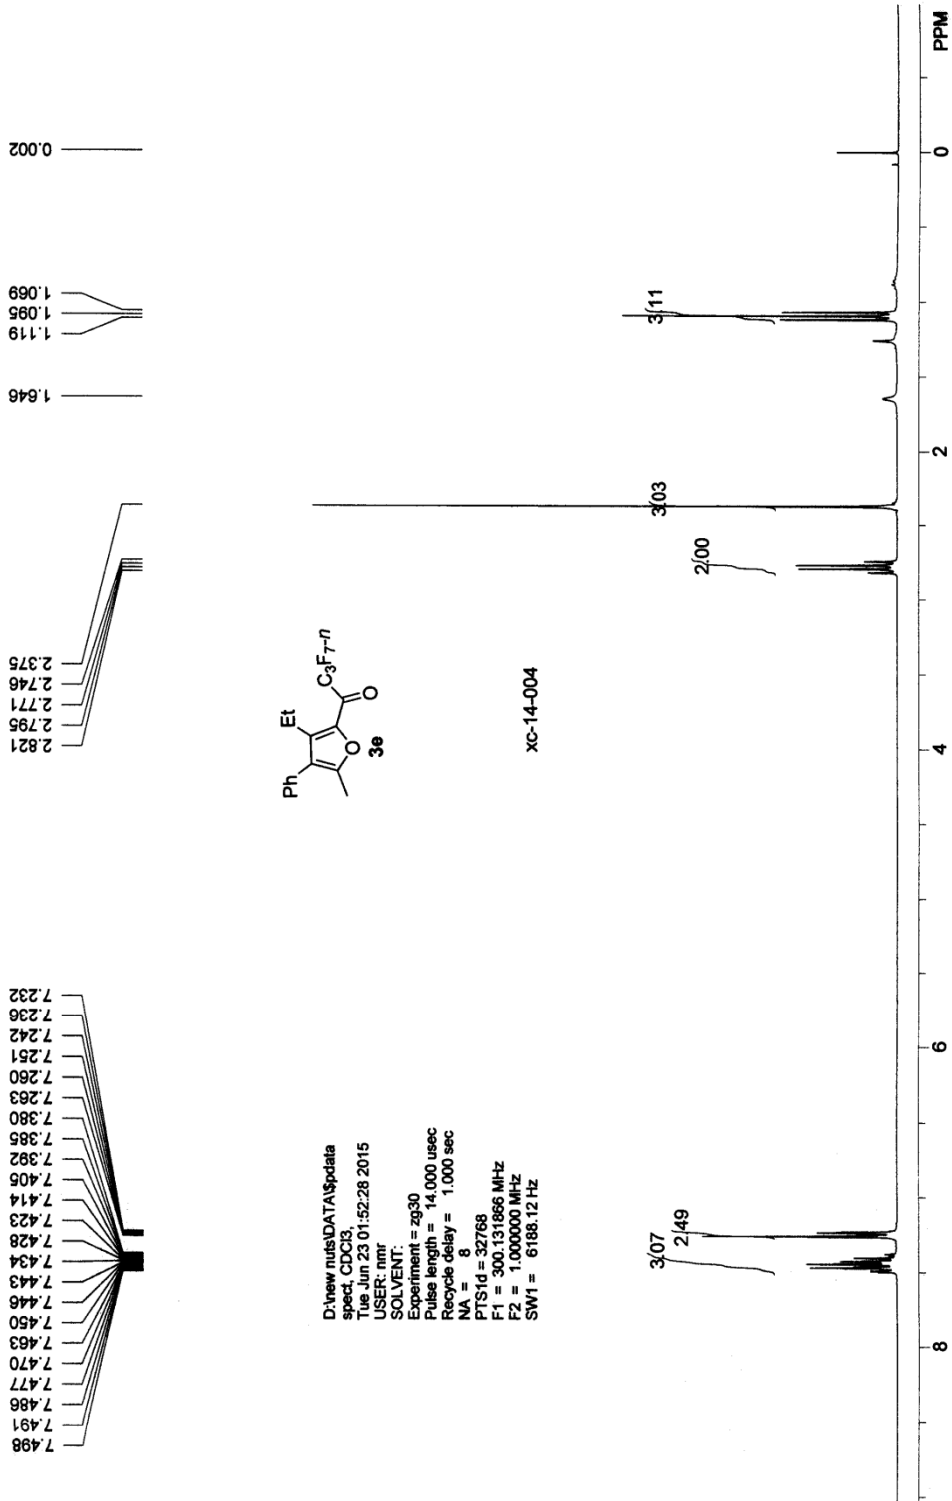 7.498
7.491
7.486
7.477
7.470
7.463
7.450
7.446
7.443
7.434
7.428
7.423
7.414
7.405
7.392
7.385
7.380
7.263
7.260
7.251
7.242
7.236
7.232
2.821
2.795
2.771
2.746
2.375
1.646
1.119
1.095
1.069
0.002
D:\new nuts\DATA\$pdata
spect, CDCl3,
Tue Jun 23 01:52:28 2015
USER: nmr
SOLVENT:
Experiment = zg30
Pulse length = 14.000 usec
Recycle delay = 1.000 sec
NA = 8
PTS1d = 32768
F1 = 300.131866 MHz
F2 = 1.000000 MHz
SW1 = 6188.12 Hz
Ph
Et
C3F7-n
O
O
3e
xc-14-004
3.07
2.49
2.00
3.03
3.11
8
6
4
2
0
PPM